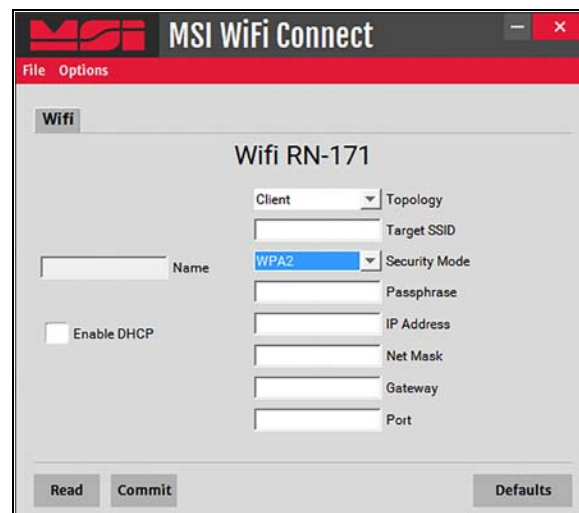 MSI MSI WiFi Connect
File Options
Wifi
Wifi RN-171
Client Topology
Target SSID
WPA2 Security Mode
Name
Passphrase
Enable DHCP
IP Address
Net Mask
Gateway
Port
Read Commit Defaults